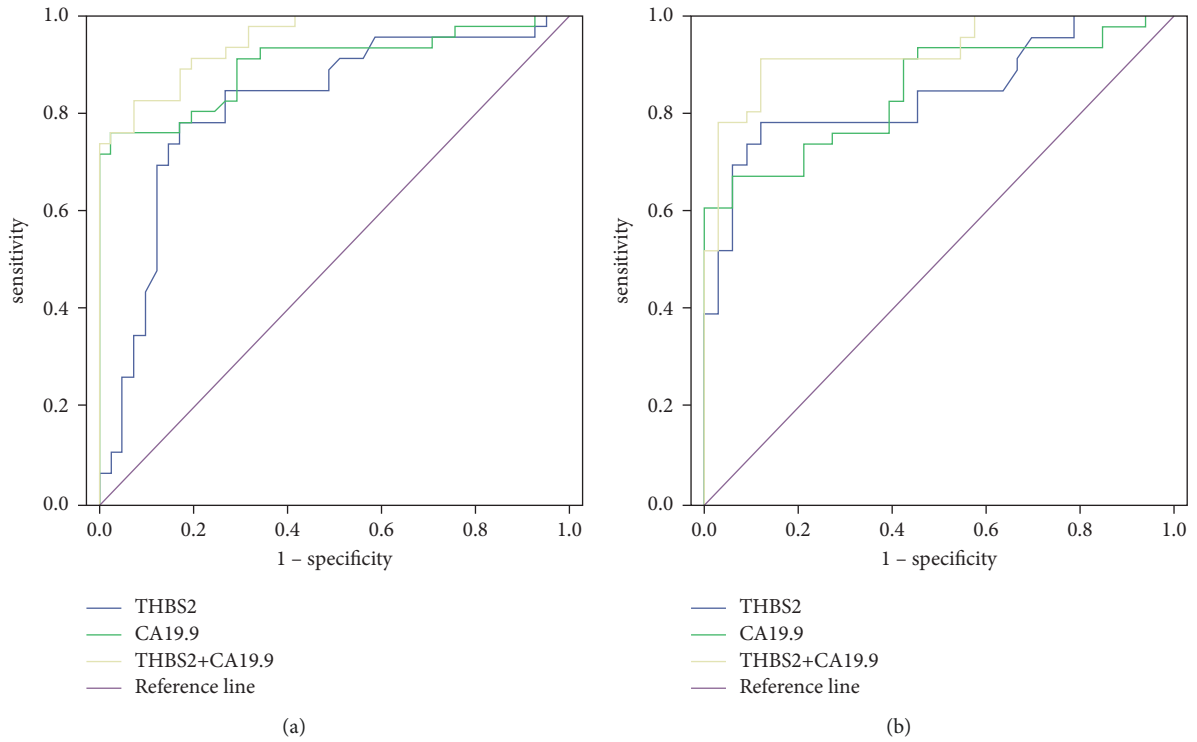 1.0
0.8
0.6
0.4
0.2
0.0
sensitivity
0.0 0.2 0.4 0.6 0.8 1.0
1 – specificity
THBS2
CA19.9
THBS2+CA19.9
Reference line
(a)
1.0
0.8
0.6
0.4
0.2
0.0
sensitivity
0.0 0.2 0.4 0.6 0.8 1.0
1 – specificity
THBS2
CA19.9
THBS2+CA19.9
Reference line
(b)